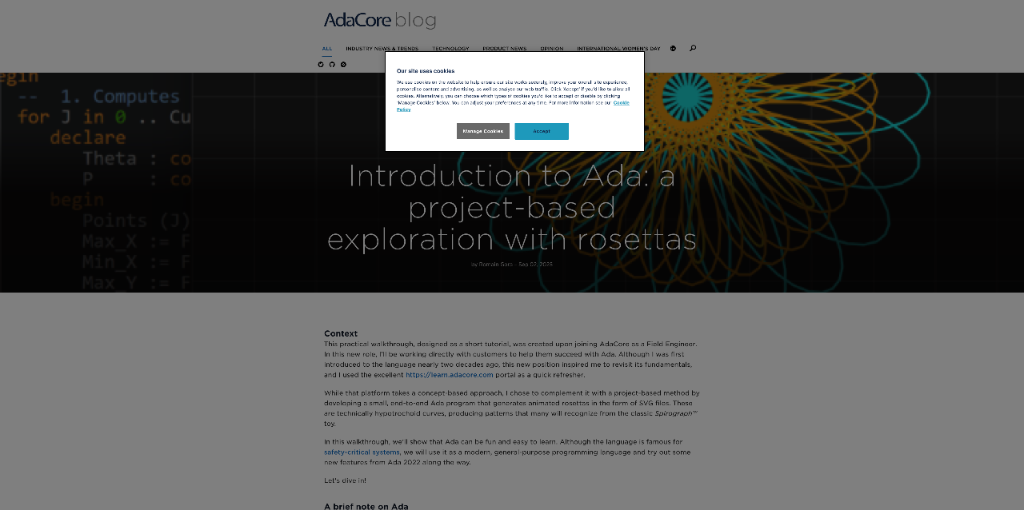 AdaCore blog
ALL INDUSTRY NEWS & TRENDS TECHNOLOGY PRODUCT NEWS OPINION INTERNATIONAL WOMEN'S DAY
Our site uses cookies
We use cookies on this website to help ensure our site works securely, improve your overall site experience,
personalize content and advertising, as well as analyze our web traffic. Click 'Accept' if you'd like to allow all
cookies. Alternatively, you can choose which types of cookies you'd like to accept or disable by clicking
'Manage Cookies' below. You can adjust your preferences at any time. For more information see our Cookie
Policy.
Manage Cookies Accept
egin
-- 1. Computes
for J in 0 .. Cu
declare
Theta : co
P : co
begin
Points (J)
Max_X := F
Min_X := F
Max_Y := F
Introduction to Ada: a
project-based
exploration with rosettas
by Romain Gora – Sep 02, 2025
Context
This practical walkthrough, designed as a short tutorial, was created upon joining AdaCore as a Field Engineer.
In this new role, I'll be working directly with customers to help them succeed with Ada. Although I was first
introduced to the language nearly two decades ago, this new position inspired me to revisit its fundamentals,
and I used the excellent https://learn.adacore.com portal as a quick refresher.
While that platform takes a concept-based approach, I chose to complement it with a project-based method by
developing a small, end-to-end Ada program that generates animated rosettas in the form of SVG files. These
are technically hypotrochoid curves, producing patterns that many will recognize from the classic Spirograph™
toy.
In this walkthrough, we'll show that Ada can be fun and easy to learn. Although the language is famous for
safety-critical systems, we will use it as a modern, general-purpose programming language and try out some
new features from Ada 2022 along the way.
Let's dive in!
A brief note on Ada